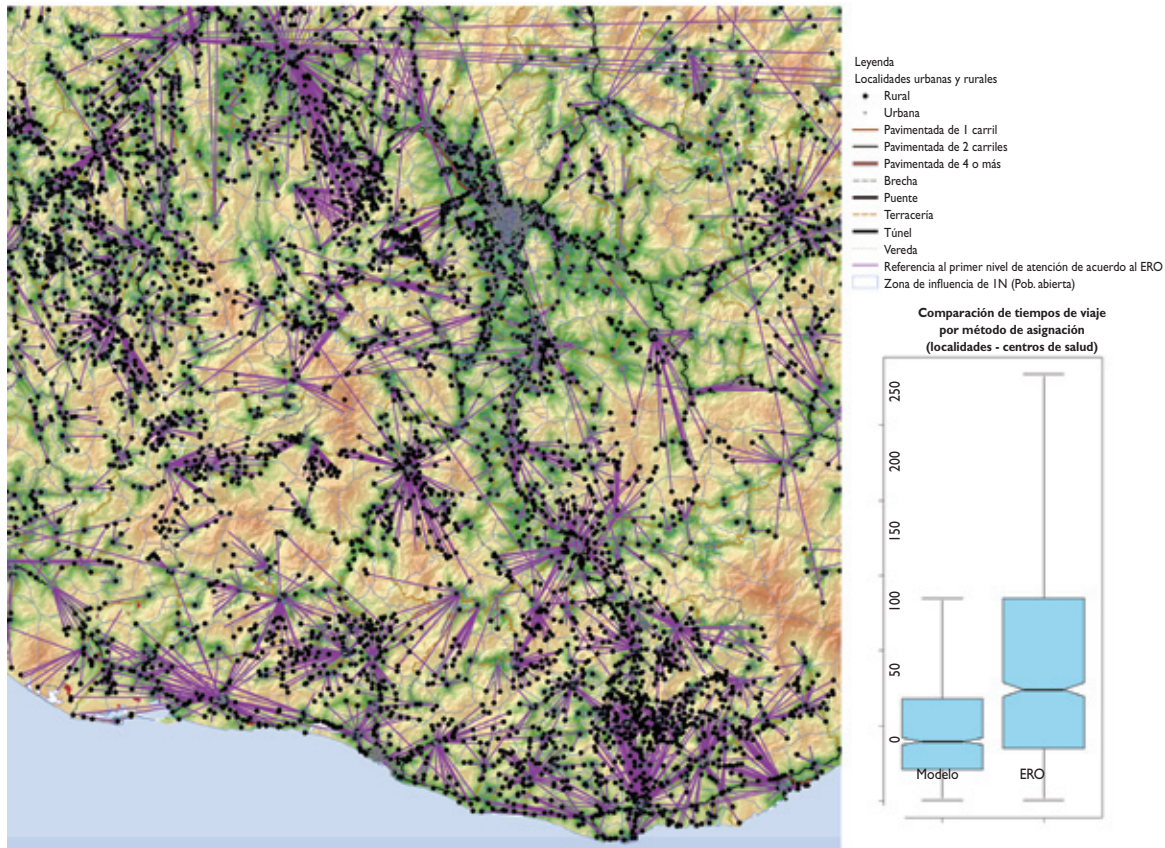 Leyenda
Localidades urbanas y rurales
Rural
Urbana
Pavimentada de 1 carril
Pavimentada de 2 carriles
Pavimentada de 4 o más
Brecha
Puente
Terracería
Túnel
Vereda
Referencia al primer nivel de atención de acuerdo al ERO
Zona de influencia de 1N (Pob. abierta)
Comparación de tiempos de viaje
por método de asignación
(localidades - centros de salud)
250
200
150
100
50
0
Modelo
ERO